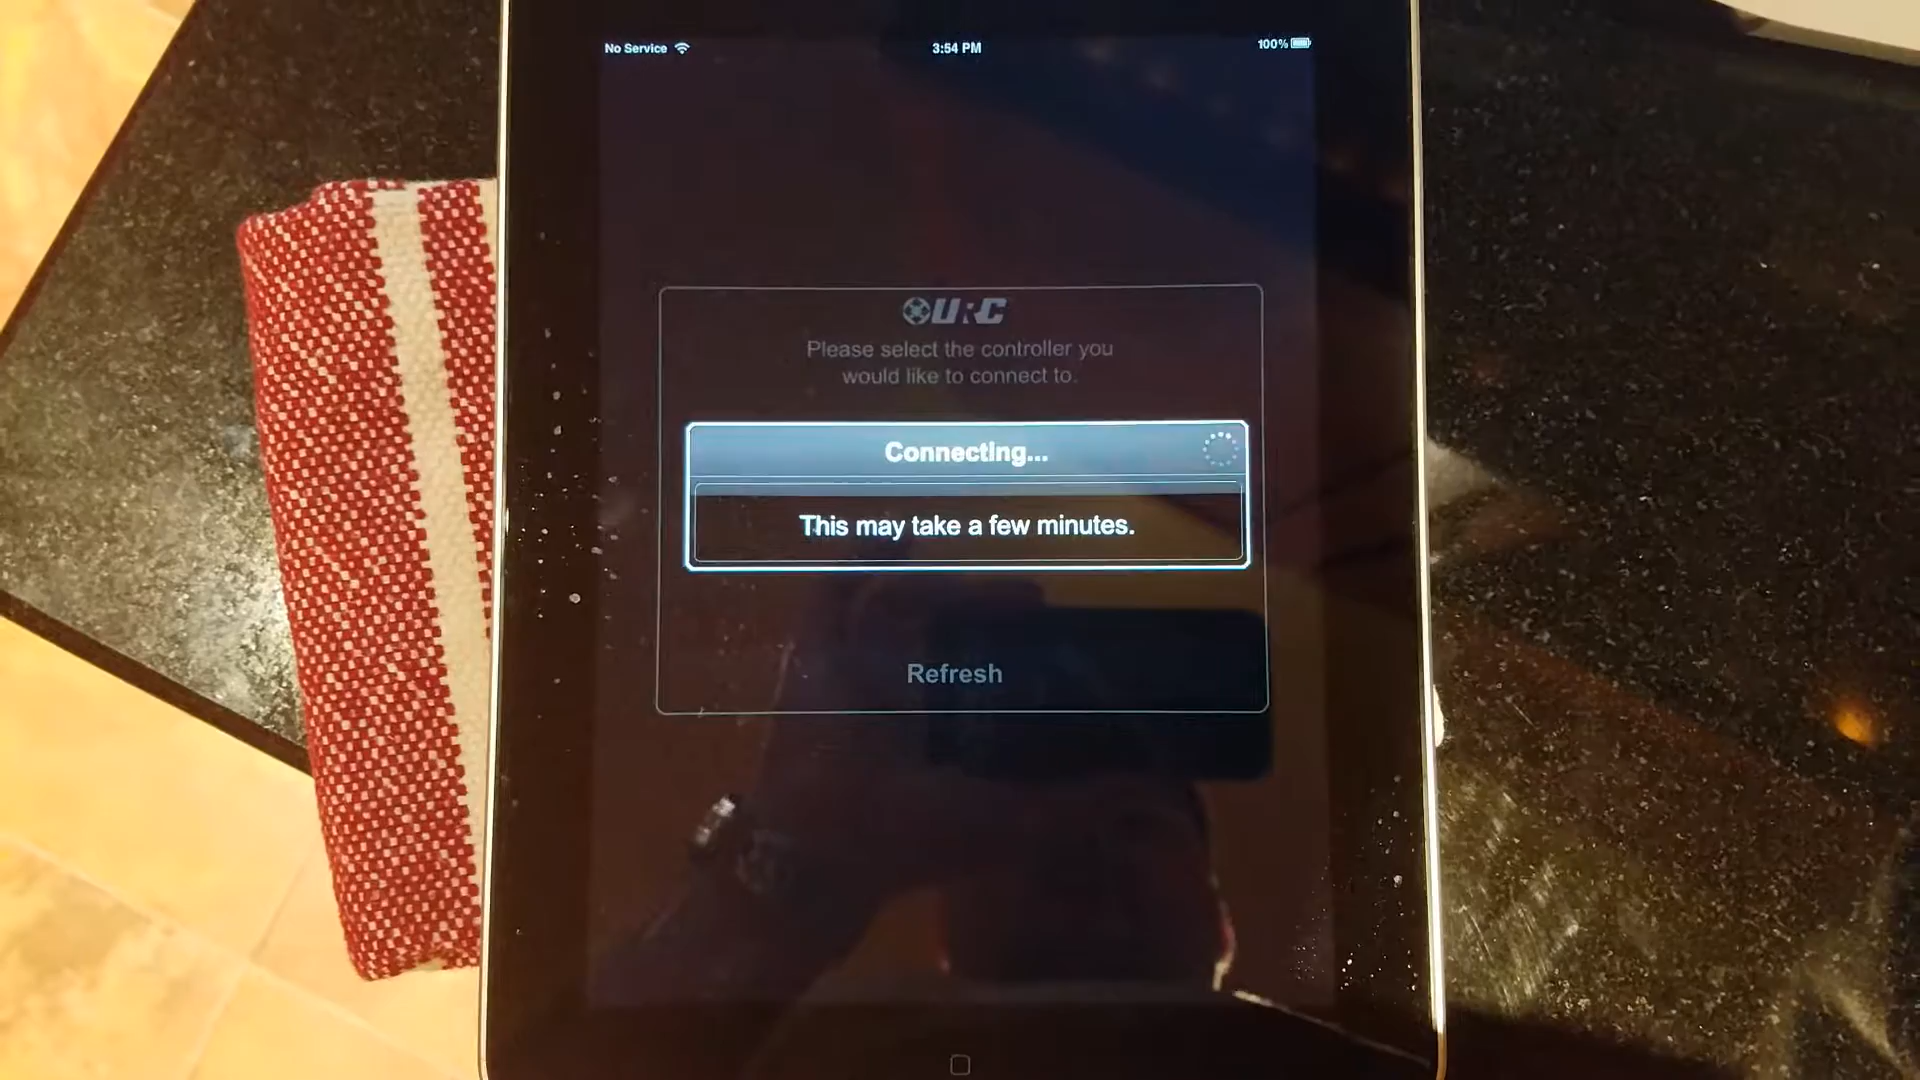 No Service 3:54 PM 100%
URC
Please select the controller you
would like to connect to.
Connecting...
This may take a few minutes.
Refresh